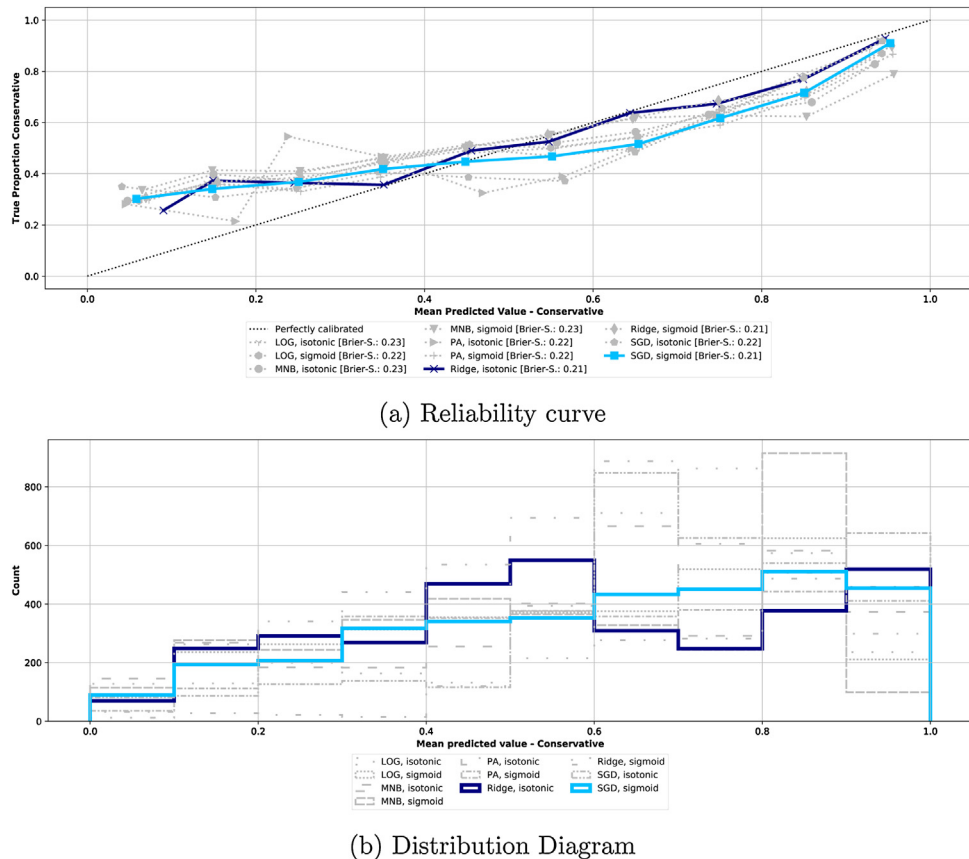 1.0
0.8
0.6
0.4
0.2
0.0
True Proportion Conservative
0.0 0.2 0.4 0.6 0.8 1.0
Mean Predicted Value - Conservative
Perfectly calibrated
LOG, isotonic [Brier-S.: 0.23]
LOG, sigmoid [Brier-S.: 0.22]
MNB, isotonic [Brier-S.: 0.23]
MNB, sigmoid [Brier-S.: 0.23]
PA, isotonic [Brier-S.: 0.22]
PA, sigmoid [Brier-S.: 0.22]
Ridge, isotonic [Brier-S.: 0.21]
Ridge, sigmoid [Brier-S.: 0.21]
SGD, isotonic [Brier-S.: 0.22]
SGD, sigmoid [Brier-S.: 0.21]
(a) Reliability curve
800
600
400
200
0
Count
0.0 0.2 0.4 0.6 0.8 1.0
Mean predicted value - Conservative
LOG, isotonic
LOG, sigmoid
MNB, isotonic
MNB, sigmoid
PA, isotonic
PA, sigmoid
Ridge, isotonic
Ridge, sigmoid
SGD, isotonic
SGD, sigmoid
(b) Distribution Diagram